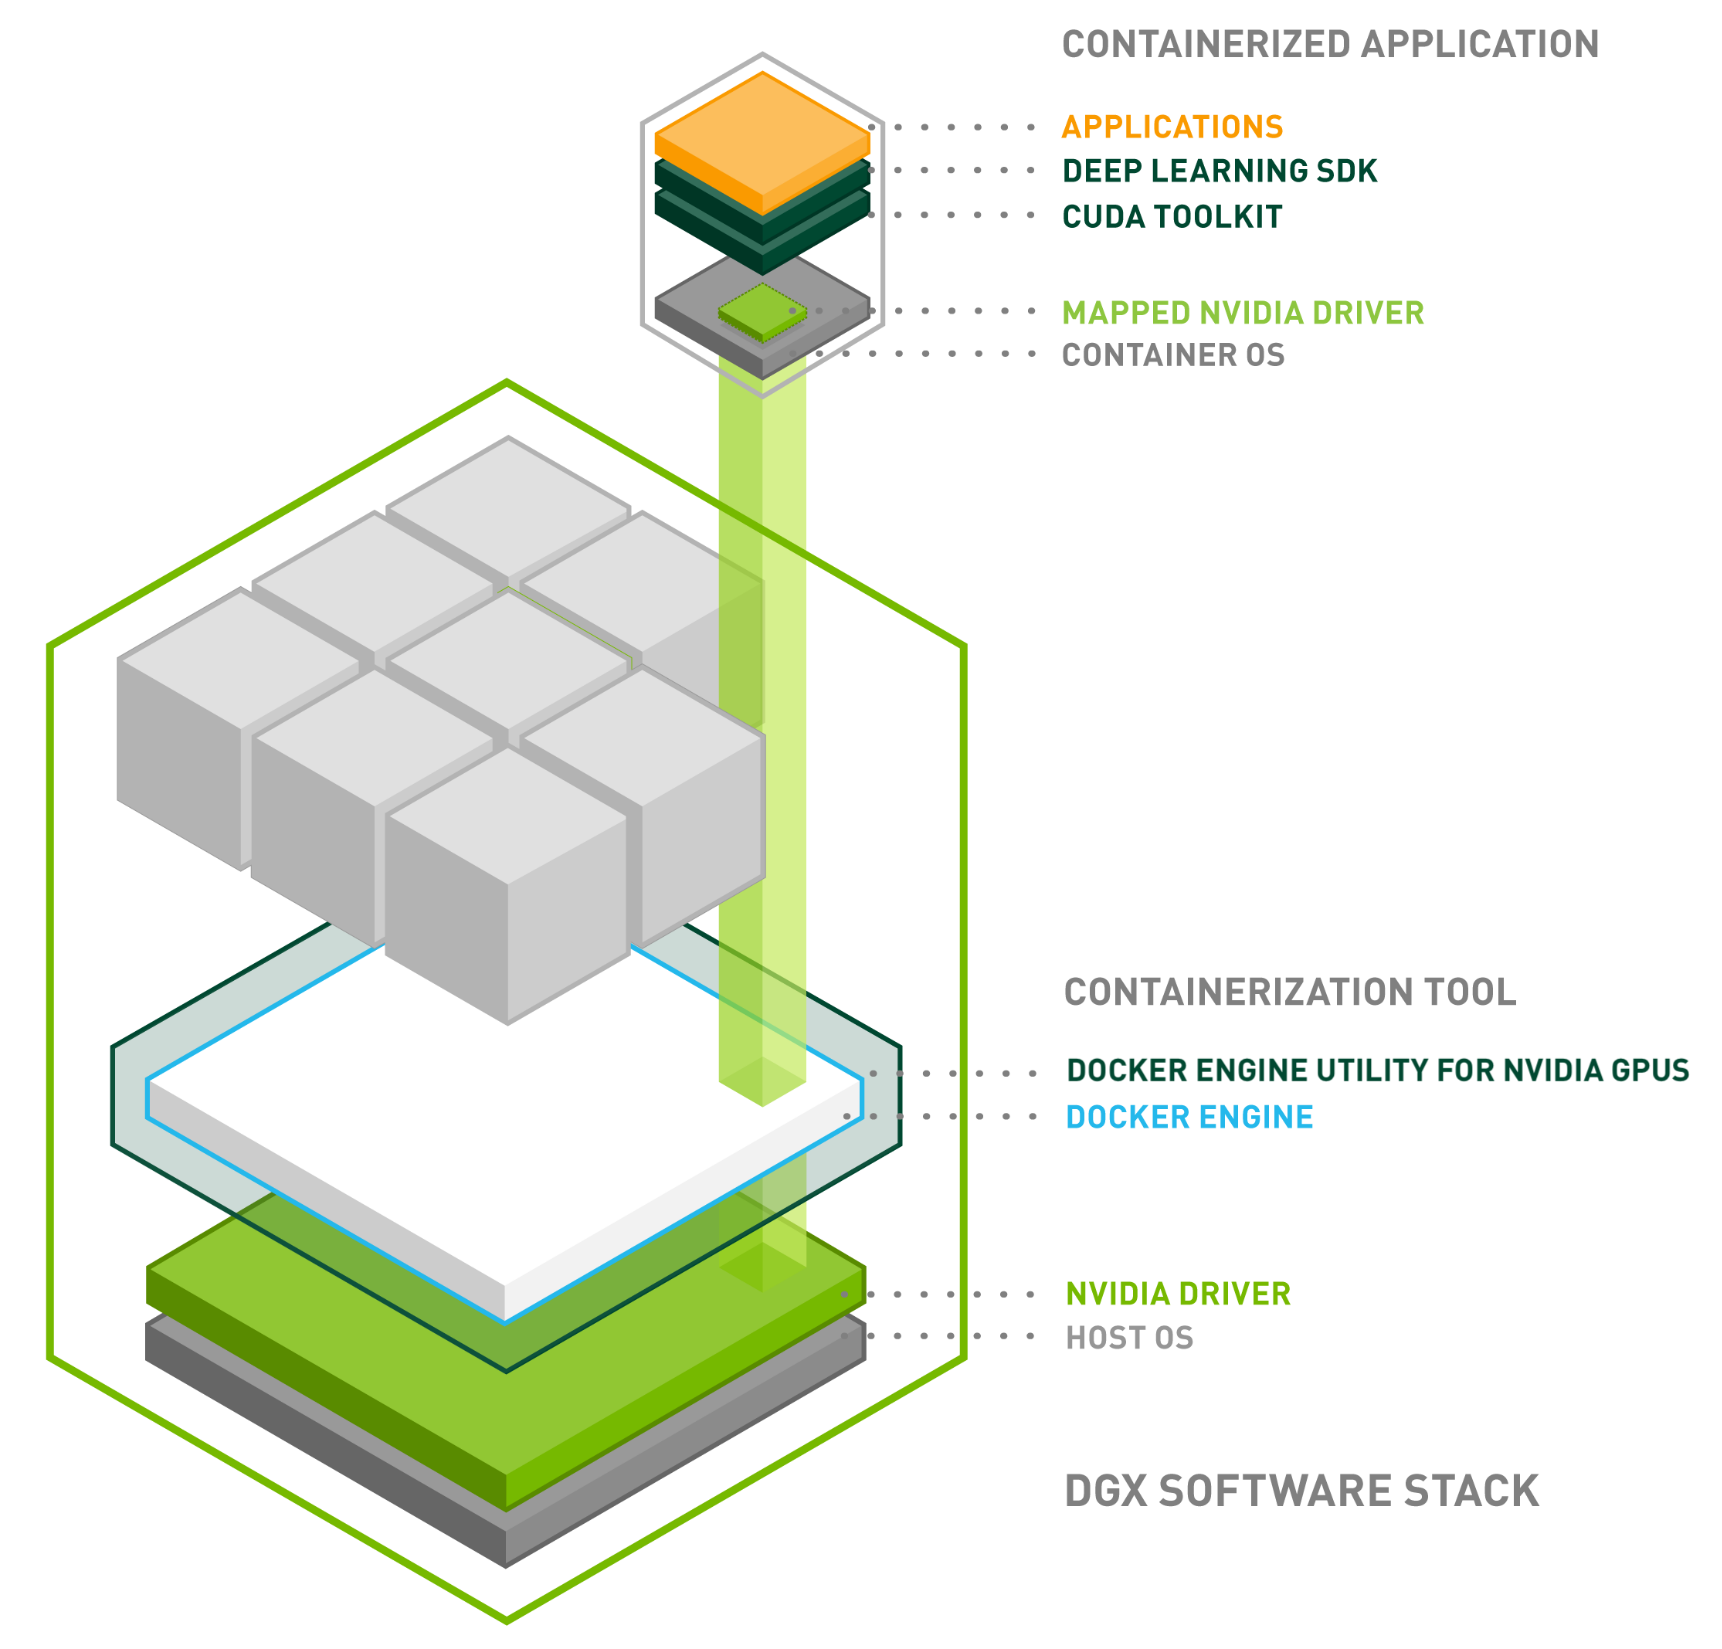 CONTAINERIZED APPLICATION
APPLICATIONS
DEEP LEARNING SDK
CUDA TOOLKIT
MAPPED NVIDIA DRIVER
CONTAINER OS
CONTAINERIZATION TOOL
DOCKER ENGINE UTILITY FOR NVIDIA GPUS
DOCKER ENGINE
NVIDIA DRIVER
HOST OS
DGX SOFTWARE STACK